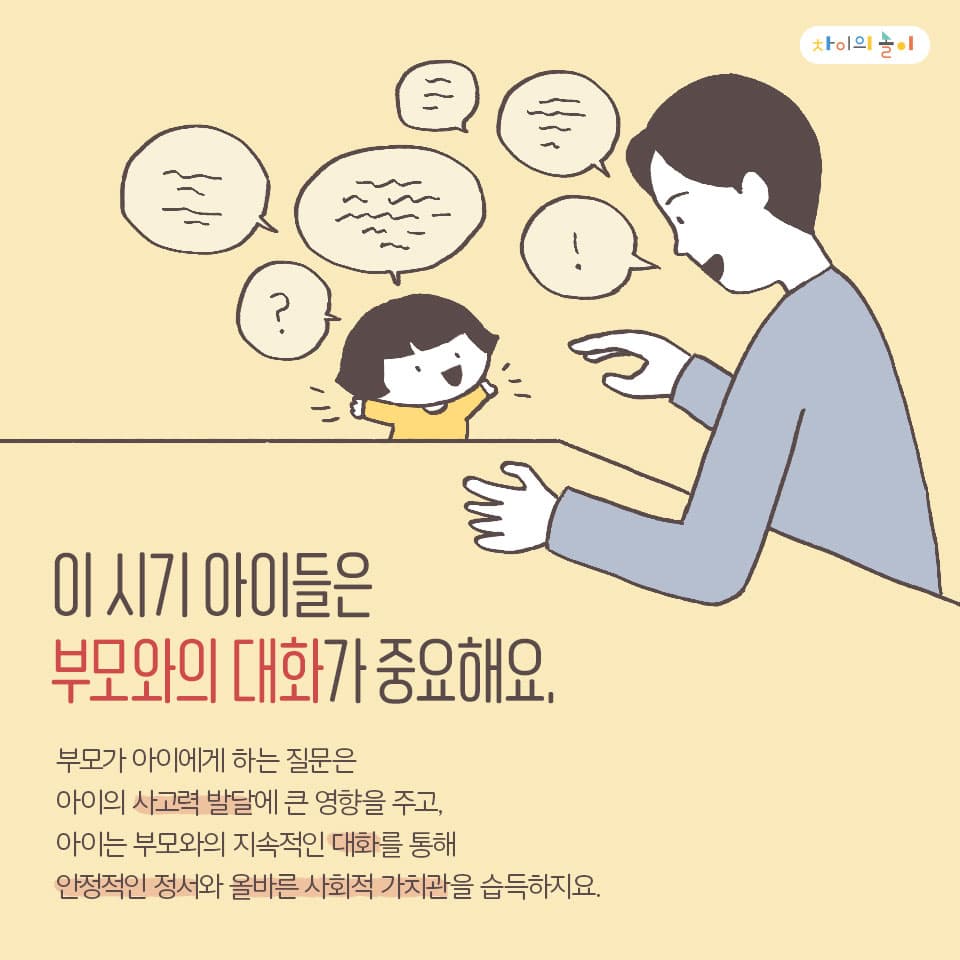 차이의 놀이
?
!
이 시기 아이들은
부모와의 대화가 중요해요.
부모가 아이에게 하는 질문은
아이의 사고력 발달에 큰 영향을 주고,
아이는 부모와의 지속적인 대화를 통해
안정적인 정서와 올바른 사회적 가치관을 습득하지요.